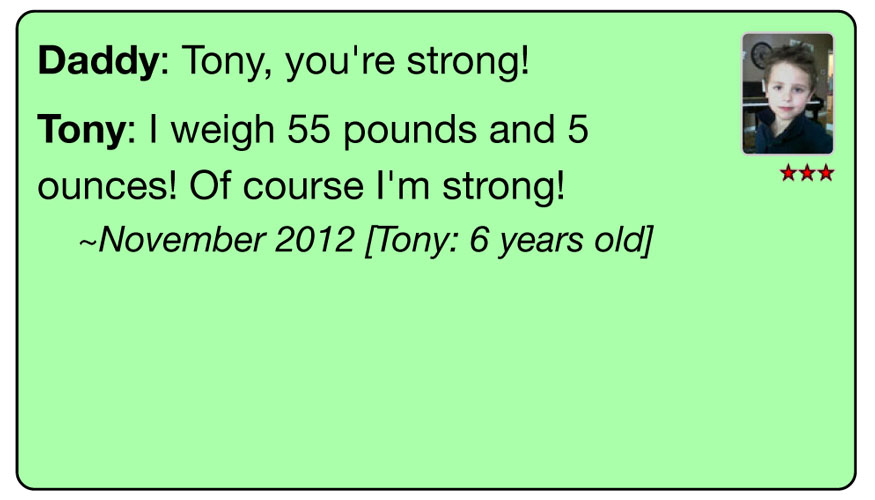 Daddy: Tony, you're strong!
Tony: I weigh 55 pounds and 5
ounces! Of course I'm strong!
~November 2012 [Tony: 6 years old]